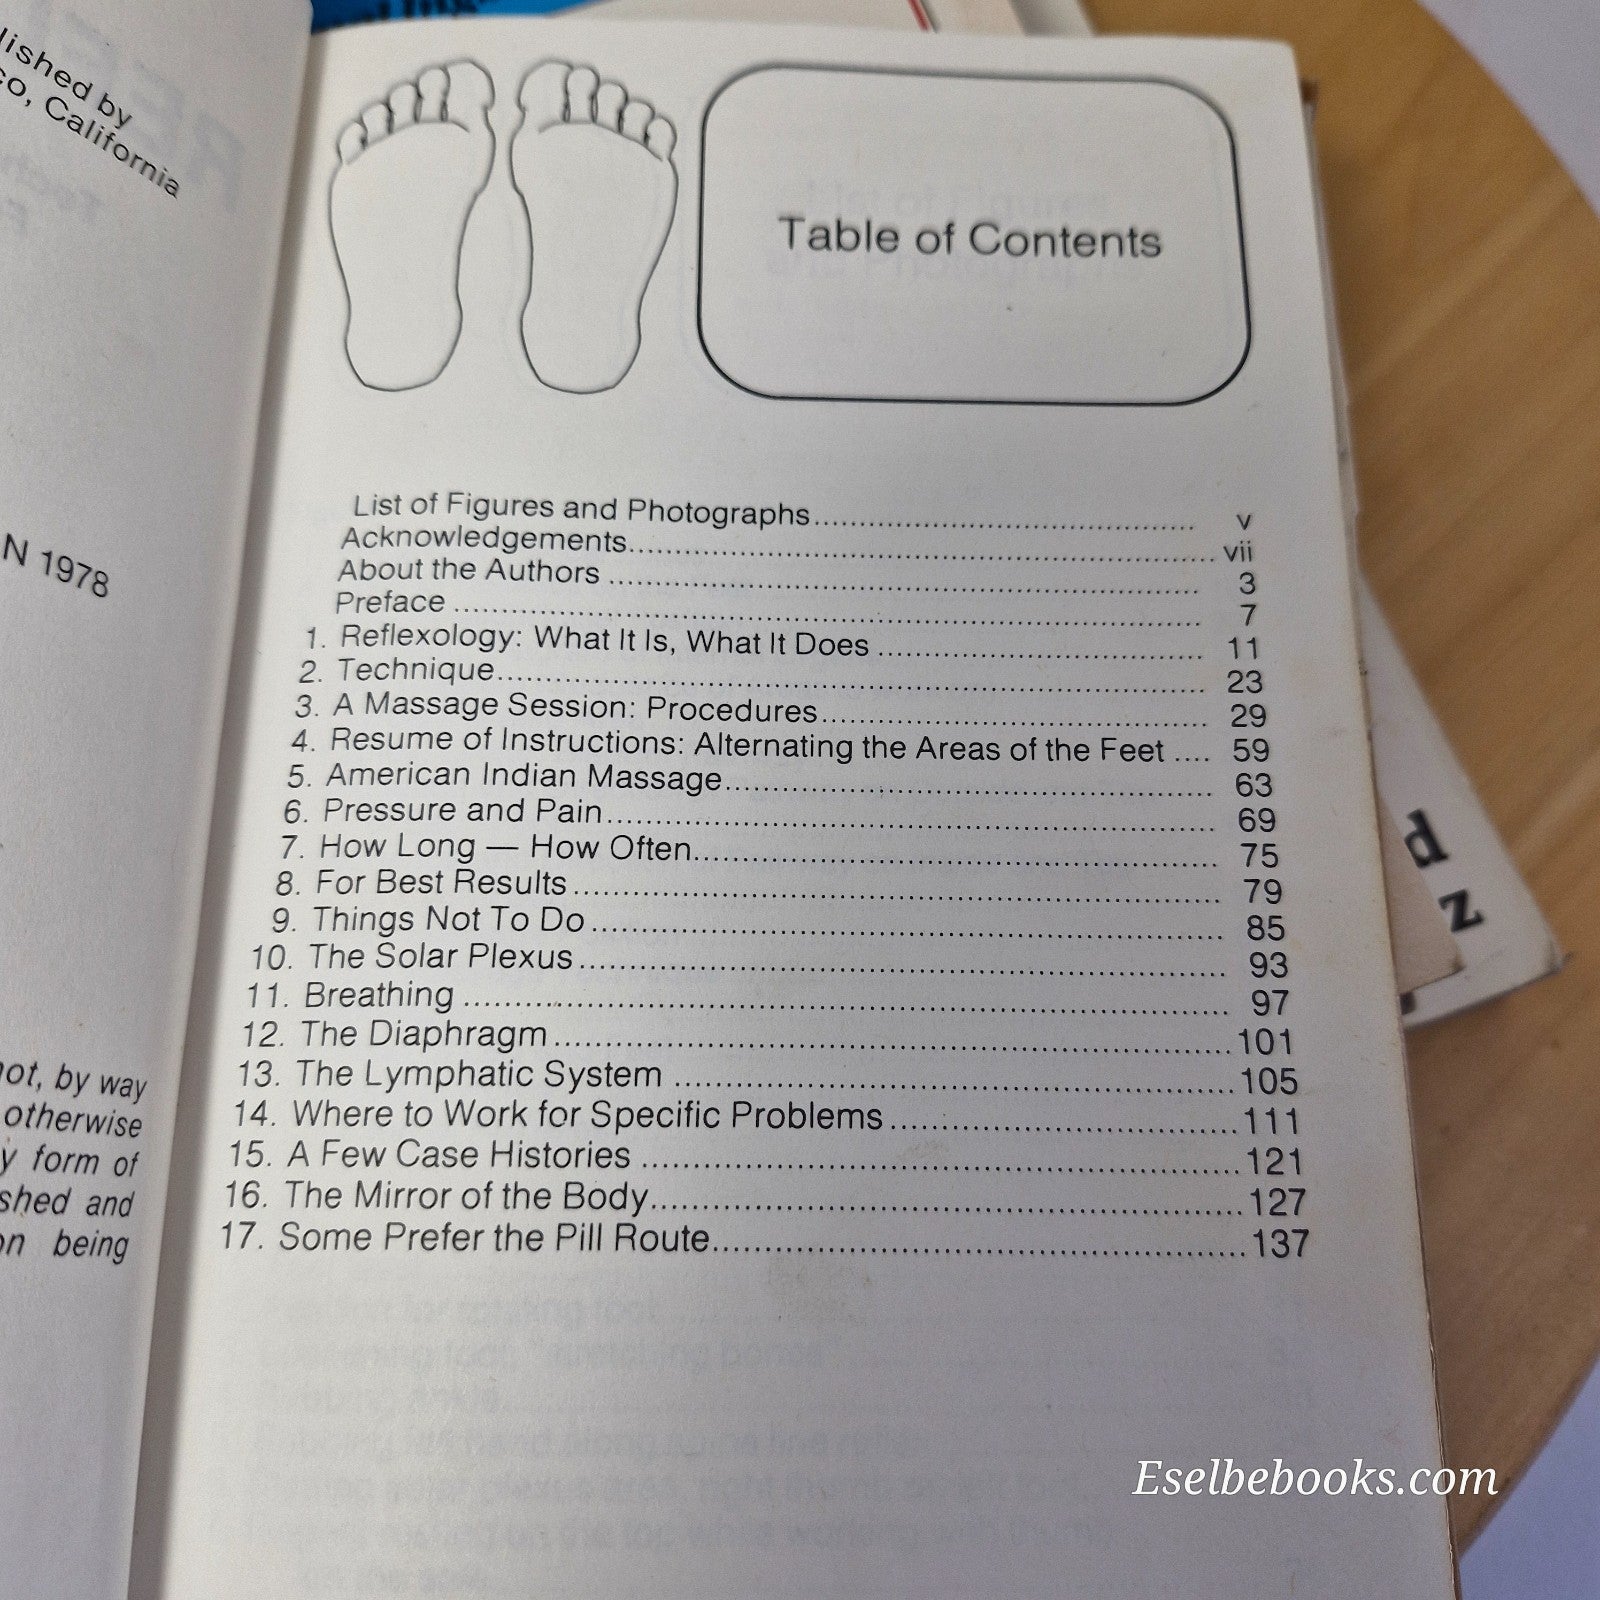 lished by
co, California
N 1978
not, by way
otherwise
y form of
shed and
on being
Table of Contents
List of Figures and Photographs.......... v
Acknowledgements.......... vii
About the Authors .......... 3
Preface .......... 7
1. Reflexology: What It Is, What It Does .......... 11
2. Technique.......... 23
3. A Massage Session: Procedures.......... 29
4. Resume of Instructions: Alternating the Areas of the Feet .... 59
5. American Indian Massage.......... 63
6. Pressure and Pain.......... 69
7. How Long — How Often.......... 75
8. For Best Results.......... 79
9. Things Not To Do.......... 85
10. The Solar Plexus.......... 93
11. Breathing .......... 97
12. The Diaphragm.......... 101
13. The Lymphatic System .......... 105
14. Where to Work for Specific Problems.......... 111
15. A Few Case Histories .......... 121
16. The Mirror of the Body.......... 127
17. Some Prefer the Pill Route.......... 137
d
z
Eselbebooks.com